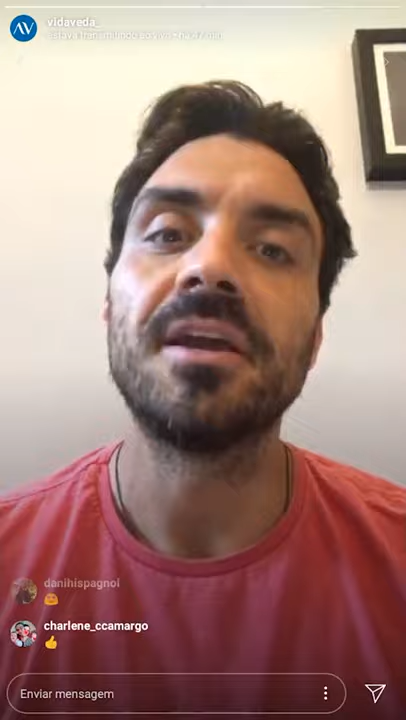 vidaveda_
danihispagnol
charlene_ccamargo
Enviar mensagem